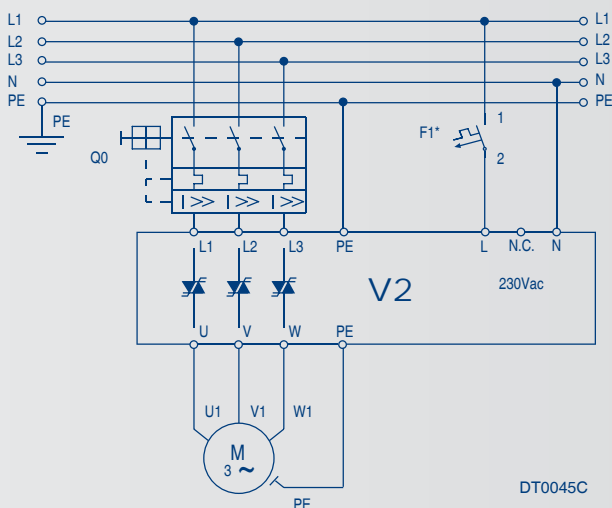 L1 L1
L2 L2
L3 L3
N N
PE PE
PE
F1* 1
Q0 2
I>> I>> I>>
L1 L2 L3 PE L N.C. N
V2 230Vac
U V W PE
U1 V1 W1
M
3 ~
DT0045C
PE